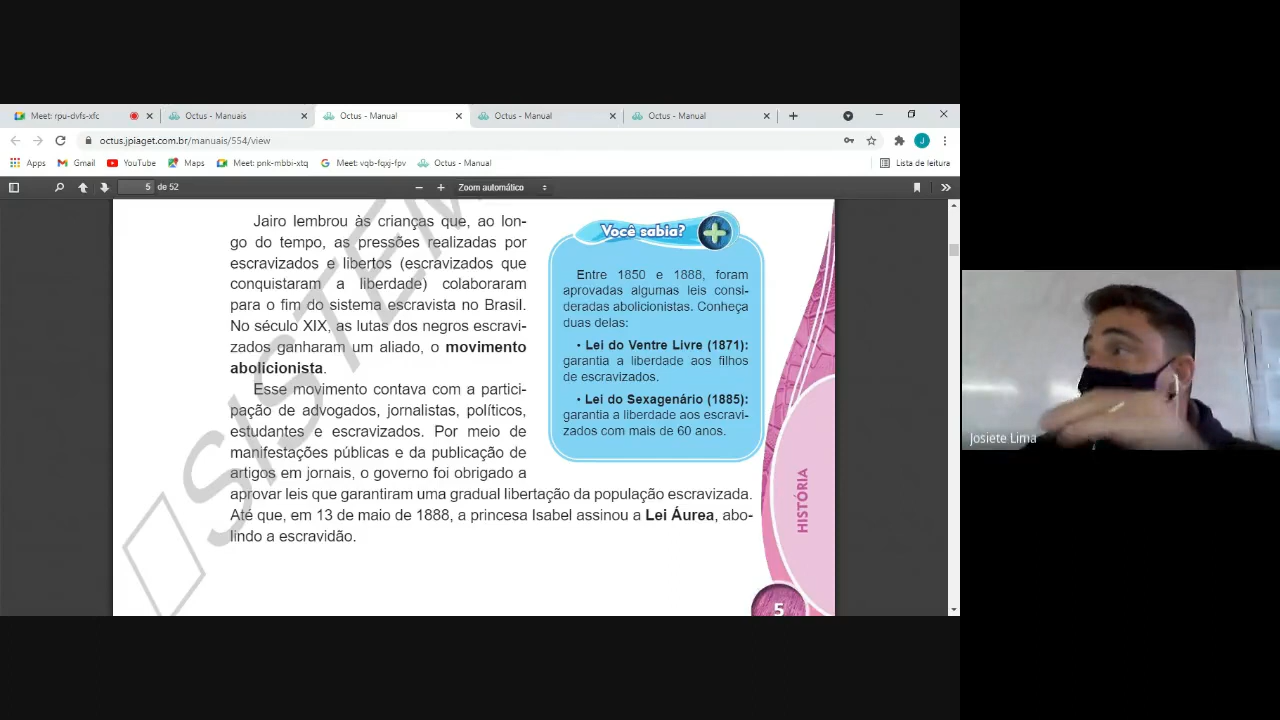 Meet: rpu-dvfs-xfc
Octus - Manuais
Octus - Manual
Octus - Manual
Octus - Manual
octus.jpiaget.com.br/manuais/554/view
Apps
Gmail
YouTube
Maps
Meet: pnk-mbbi-xtq
Meet: vqb-fqxj-fpv
Octus - Manual
Lista de leitura
5 de 52
Zoom automático
Jairo lembrou às crianças que, ao lon-
go do tempo, as pressões realizadas por
escravizados e libertos (escravizados que
conquistaram a liberdade) colaboraram
para o fim do sistema escravista no Brasil.
No século XIX, as lutas dos negros escravi-
zados ganharam um aliado, o movimento
abolicionista.
Esse movimento contava com a partici-
pação de advogados, jornalistas, políticos,
estudantes e escravizados. Por meio de
manifestações públicas e da publicação de
artigos em jornais, o governo foi obrigado a
aprovar leis que garantiram uma gradual libertação da população escravizada.
Até que, em 13 de maio de 1888, a princesa Isabel assinou a Lei Áurea, abo-
lindo a escravidão.
Você sabia?
Entre 1850 e 1888, foram
aprovadas algumas leis consi-
deradas abolicionistas. Conheça
duas delas:
• Lei do Ventre Livre (1871):
garantia a liberdade aos filhos
de escravizados.
• Lei do Sexagenário (1885):
garantia a liberdade aos escravi-
zados com mais de 60 anos.
HISTÓRIA
5
SISTEM
J
Josiete Lima